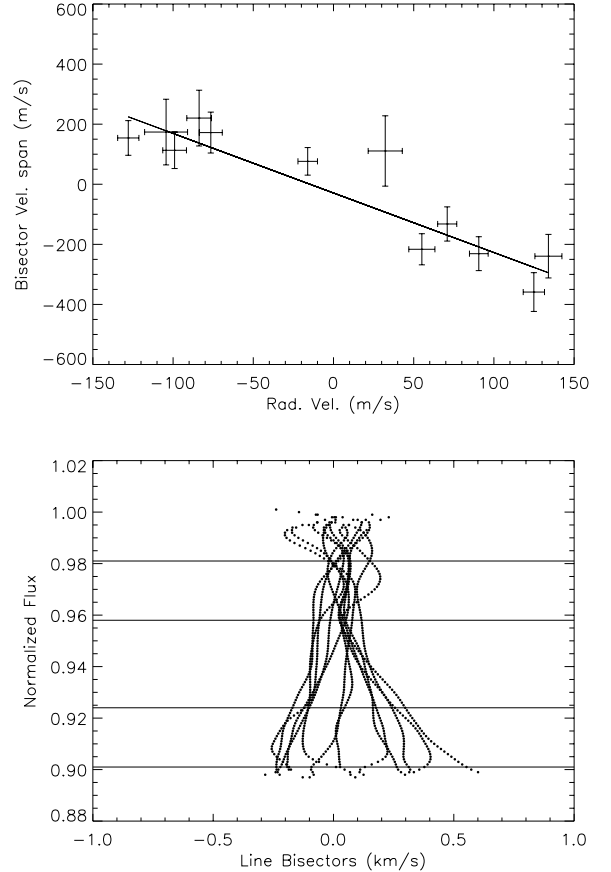 600
400
200
0
−200
−400
−600
Bisector Vel. span (m/s)
−150 −100 −50 0 50 100 150
Rad. Vel. (m/s)
1.02
1.00
0.98
0.96
0.94
0.92
0.90
0.88
Normalized Flux
−1.0 −0.5 0.0 0.5 1.0
Line Bisectors (km/s)